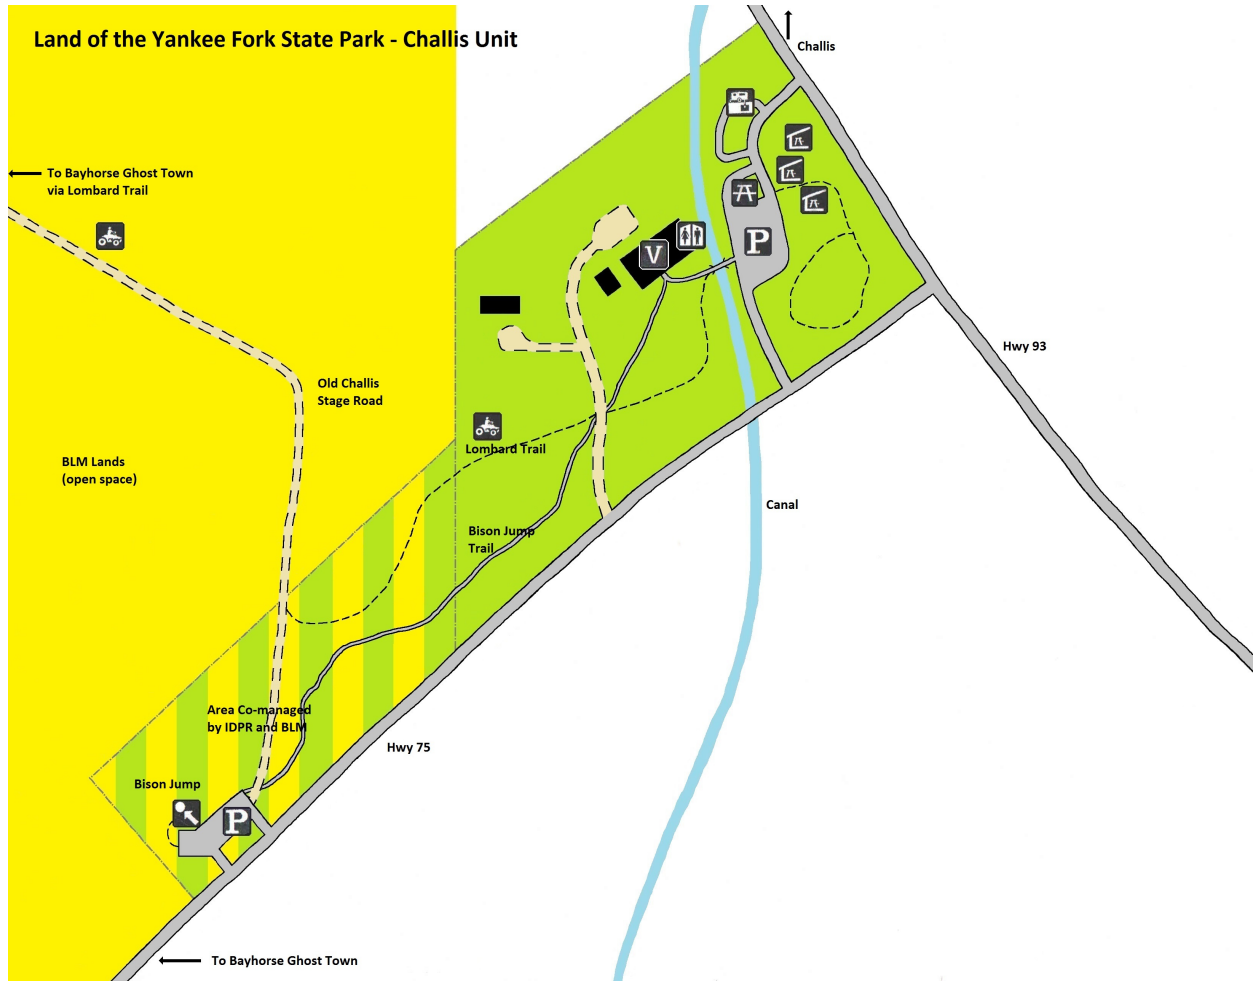 Land of the Yankee Fork State Park - Challis Unit
Challis
To Bayhorse Ghost Town
via Lombard Trail
P
V
Hwy 93
Old Challis
Stage Road
Lombard Trail
BLM Lands
(open space)
Canal
Bison Jump
Trail
Area Co-managed
by IDPR and BLM
Hwy 75
Bison Jump
P
To Bayhorse Ghost Town